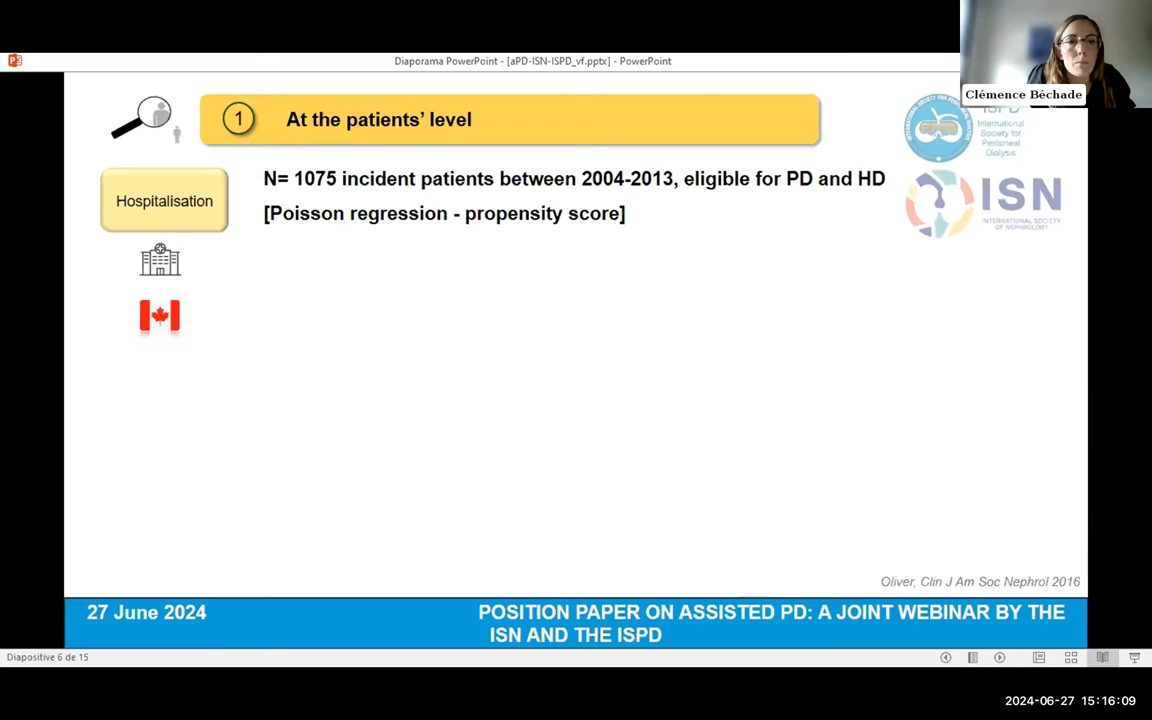 Diaporama PowerPoint - [aPD-ISN-ISPD_vf.pptx] - PowerPoint
Clémence Béchade
1
At the patients' level
ISPD
International
Society for
Peritoneal
Dialysis
Hospitalisation
N= 1075 incident patients between 2004-2013, eligible for PD and HD
[Poisson regression - propensity score]
ISN
INTERNATIONAL SOCIETY
OF NEPHROLOGY
Oliver, Clin J Am Soc Nephrol 2016
27 June 2024
POSITION PAPER ON ASSISTED PD: A JOINT WEBINAR BY THE
ISN AND THE ISPD
Diapositive 6 de 15
2024-06-27 15:16:09